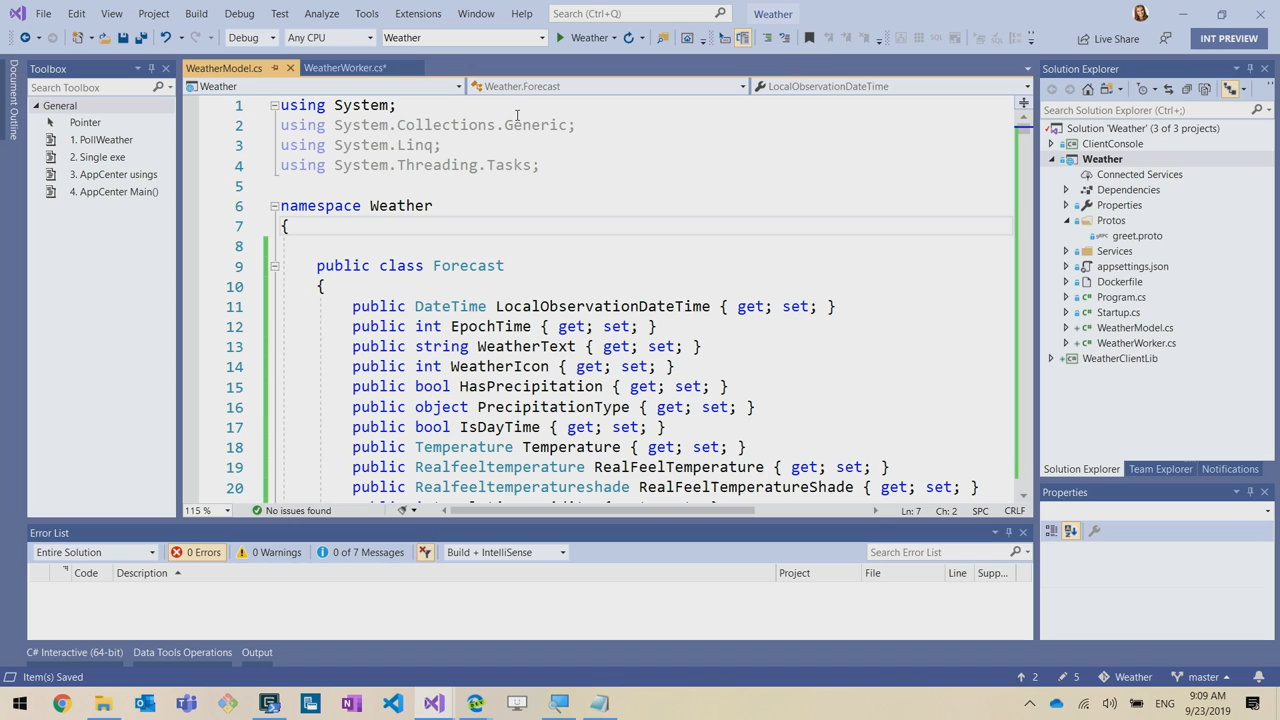 File Edit View Project Build Debug Test Analyze Tools Extensions Window Help Search (Ctrl+Q) Weather
Debug Any CPU Weather Weather Live Share INT PREVIEW
Document Outline
Toolbox
Search Toolbox
General
Pointer
1. PollWeather
2. Single exe
3. AppCenter usings
4. AppCenter Main()
WeatherModel.cs WeatherWorker.cs*
Weather Weather.Forecast LocalObservationDateTime
1 using System;
2 using System.Collections.Generic;
3 using System.Linq;
4 using System.Threading.Tasks;
5
6 namespace Weather
7 {
8
9 public class Forecast
10 {
11 public DateTime LocalObservationDateTime { get; set; }
12 public int EpochTime { get; set; }
13 public string WeatherText { get; set; }
14 public int WeatherIcon { get; set; }
15 public bool HasPrecipitation { get; set; }
16 public object PrecipitationType { get; set; }
17 public bool IsDayTime { get; set; }
18 public Temperature Temperature { get; set; }
19 public Realfeeltemperature RealFeelTemperature { get; set; }
20 public Realfeeltemperatureshade RealFeelTemperatureShade { get; set; }
115 % No issues found Ln: 7 Ch: 2 SPC CRLF
Solution Explorer
Search Solution Explorer (Ctrl+;)
Solution 'Weather' (3 of 3 projects)
ClientConsole
Weather
Connected Services
Dependencies
Properties
Protos
greet.proto
Services
appsettings.json
Dockerfile
Program.cs
Startup.cs
WeatherModel.cs
WeatherWorker.cs
WeatherClientLib
Solution Explorer Team Explorer Notifications
Properties
Error List
Entire Solution 0 Errors 0 Warnings 0 of 7 Messages Build + IntelliSense Search Error List
Code Description Project File Line Supp...
C# Interactive (64-bit) Data Tools Operations Output
Item(s) Saved 2 5 Weather master
ENG 9:09 AM
9/23/2019